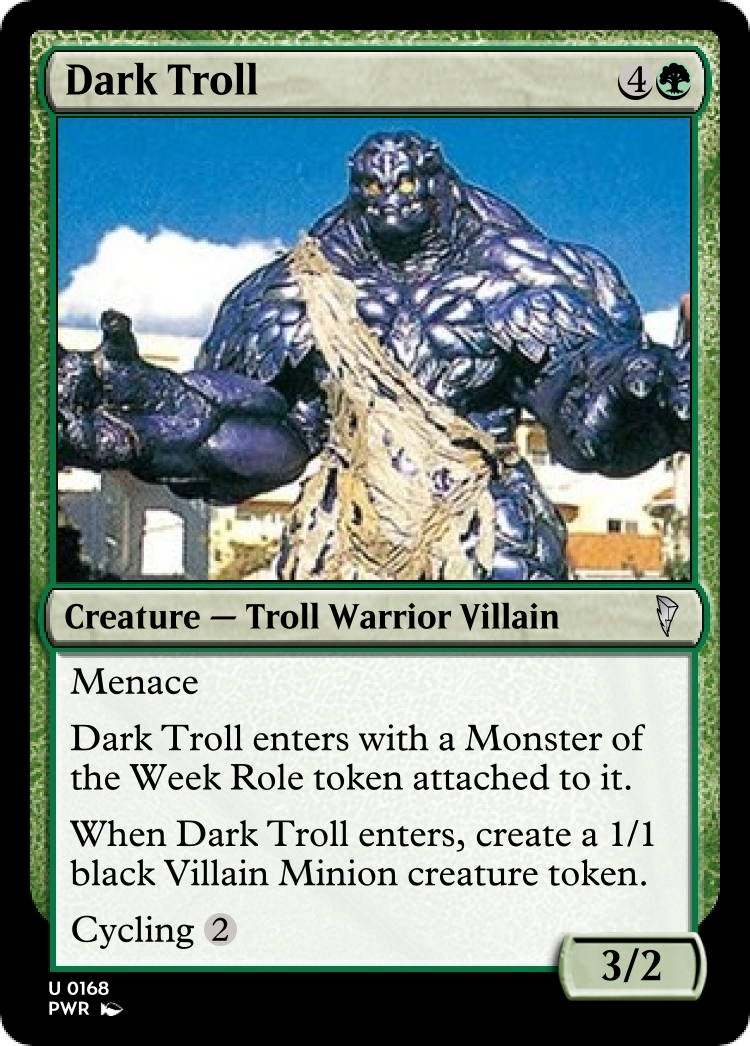 Dark Troll 4
Creature — Troll Warrior Villain
Menace
Dark Troll enters with a Monster of
the Week Role token attached to it.
When Dark Troll enters, create a 1/1
black Villain Minion creature token.
Cycling 2
3/2
U 0168
PWR